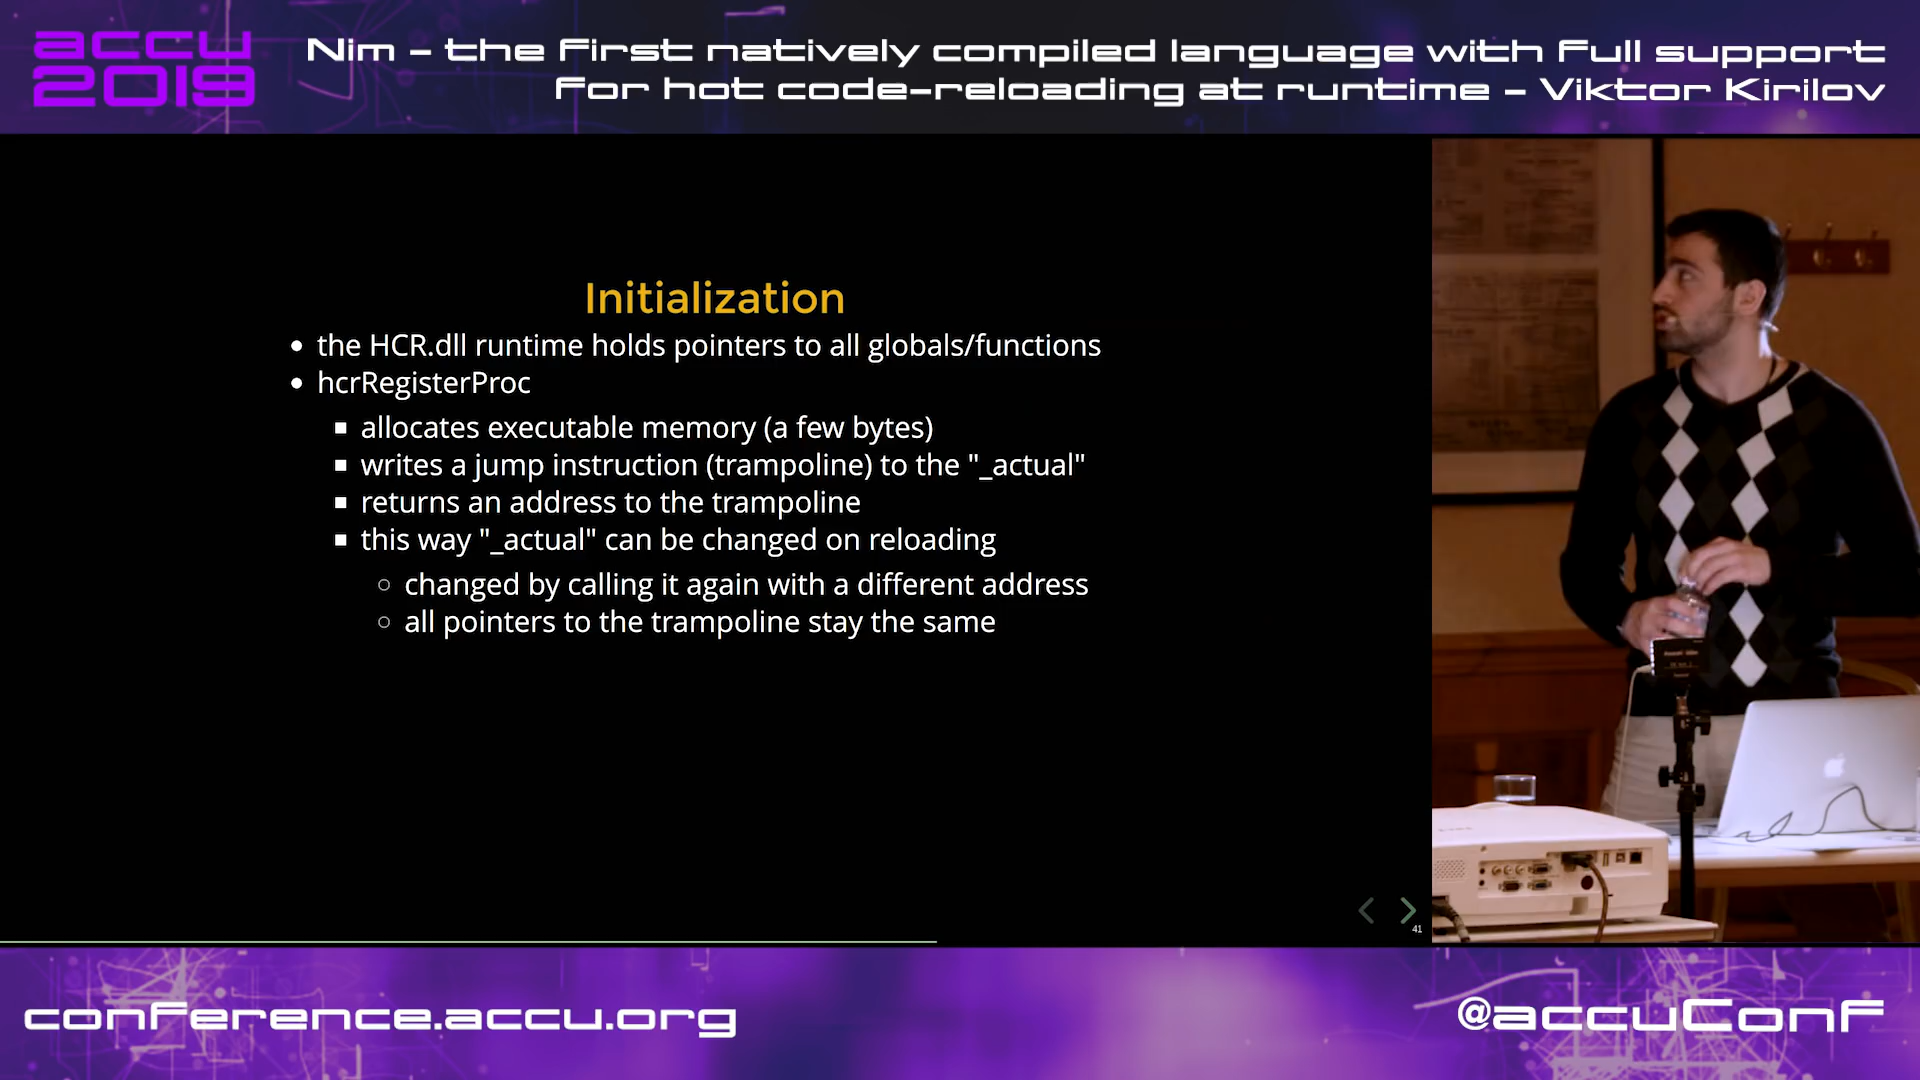 accu
2019
Nim – the first natively compiled language with full support
for hot code-reloading at runtime – Viktor Kirilov
Initialization
• the HCR.dll runtime holds pointers to all globals/functions
• hcrRegisterProc
▪ allocates executable memory (a few bytes)
▪ writes a jump instruction (trampoline) to the "_actual"
▪ returns an address to the trampoline
▪ this way "_actual" can be changed on reloading
○ changed by calling it again with a different address
○ all pointers to the trampoline stay the same
41
conference.accu.org
@accuConf